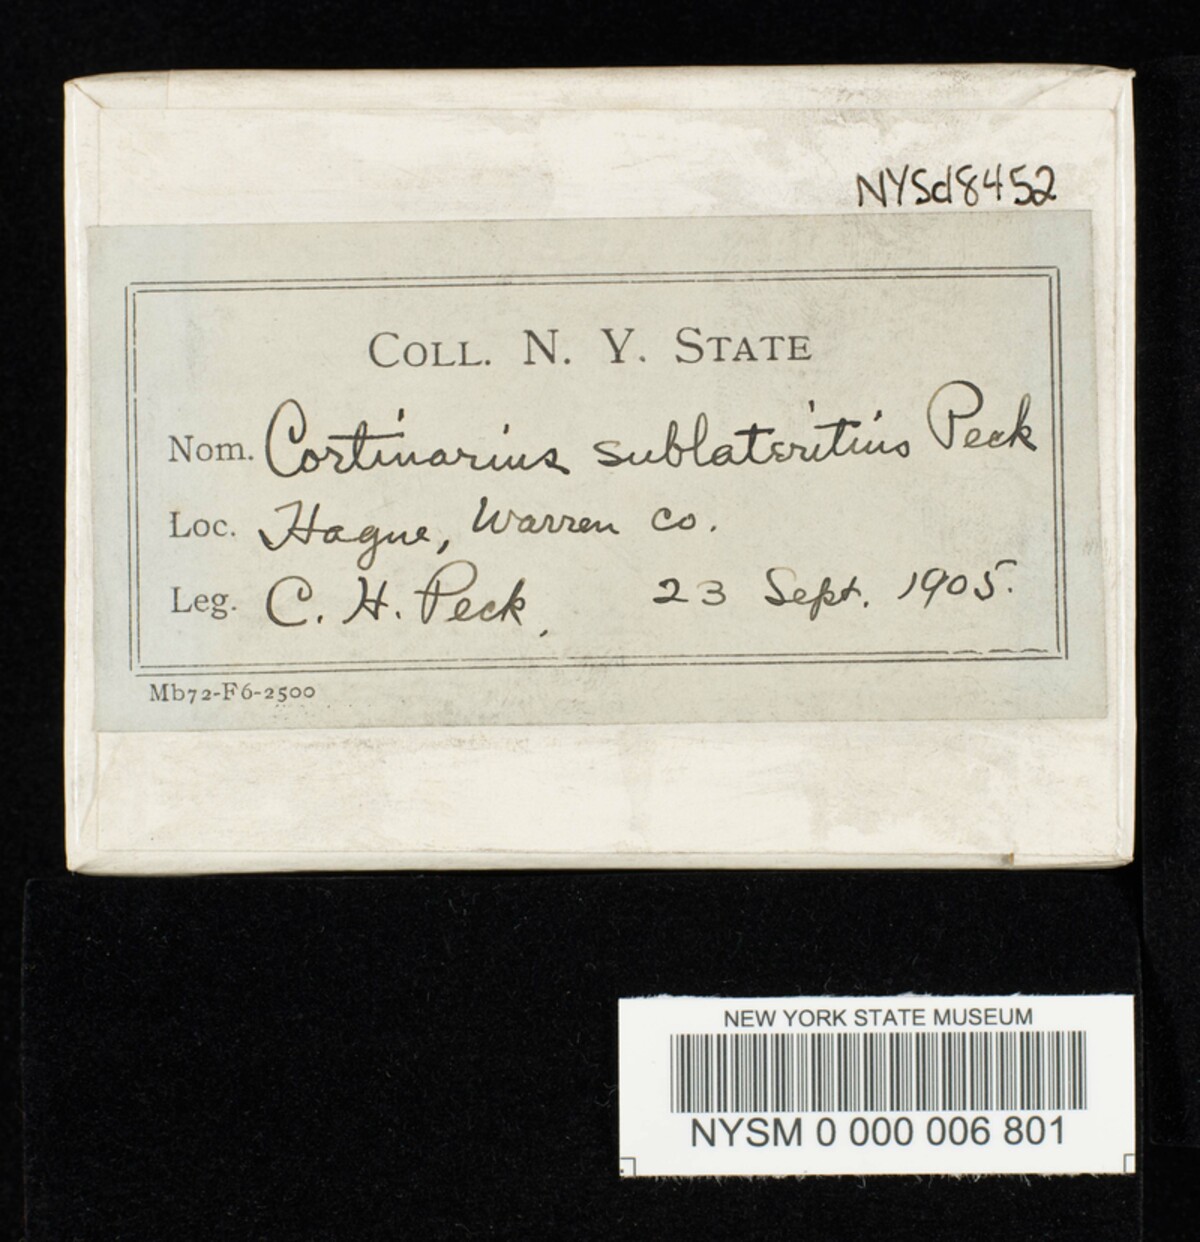 NYSd8452
COLL. N. Y. STATE
Nom. Cortinarius sublateritius Peck
Loc. Hague, Warren Co.
Leg. C. H. Peck, 23 Sept. 1905.
Mb72-F6-2500
NEW YORK STATE MUSEUM
NYSM 0 000 006 801